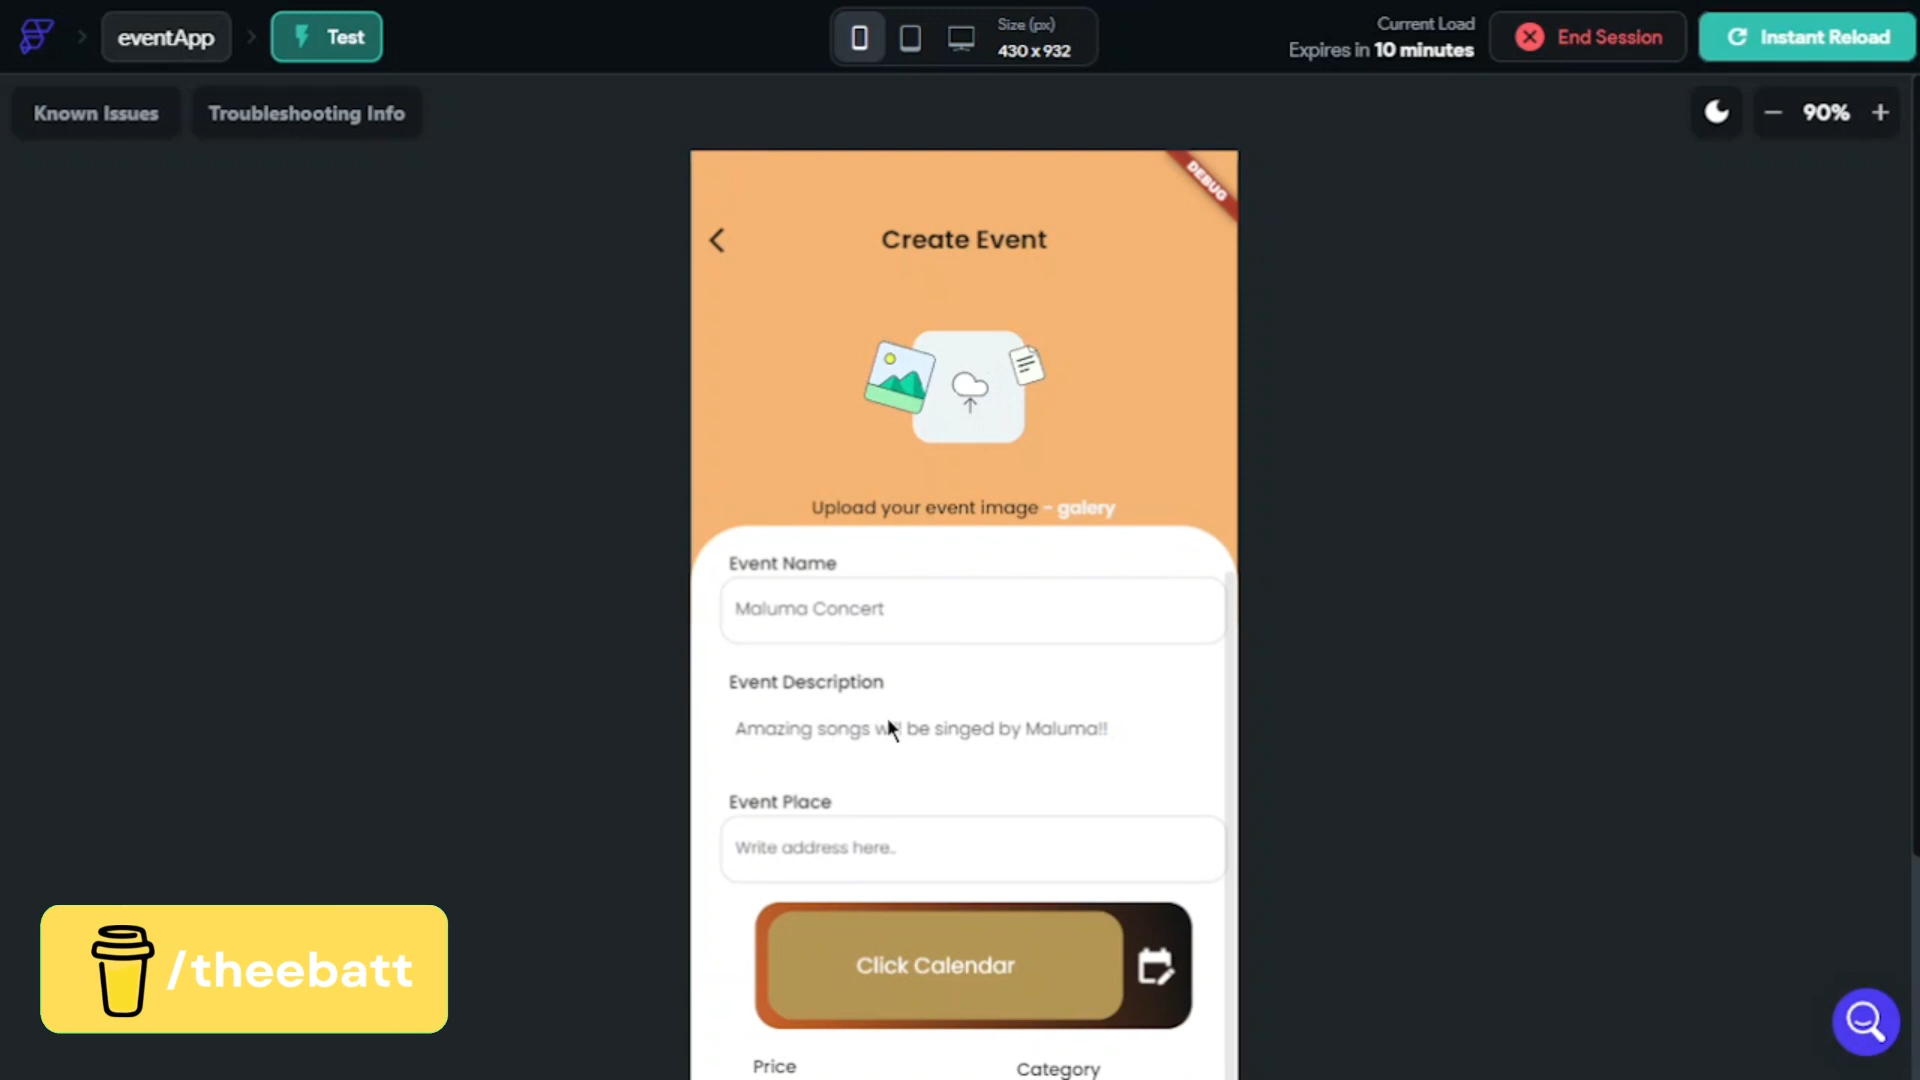 eventApp
Test
Size (px)
430 x 932
Current Load
Expires in 10 minutes
End Session
Instant Reload
Known Issues
Troubleshooting Info
90%
DEBUG
Create Event
Upload your event image - galery
Event Name
Maluma Concert
Event Description
Amazing songs will be singed by Maluma!!
Event Place
Write address here..
Click Calendar
/theebatt
Price
Category